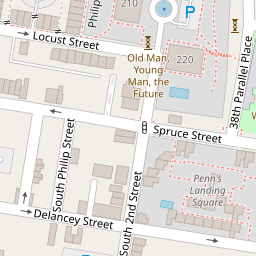 210
Philip
P
Locust Street
Old Man,
Young
Man, the
Future
220
38th Parallel Place
Spruce Street
South Philip Street
Penn's
Landing
Square
Delancey Street
South 2nd Street